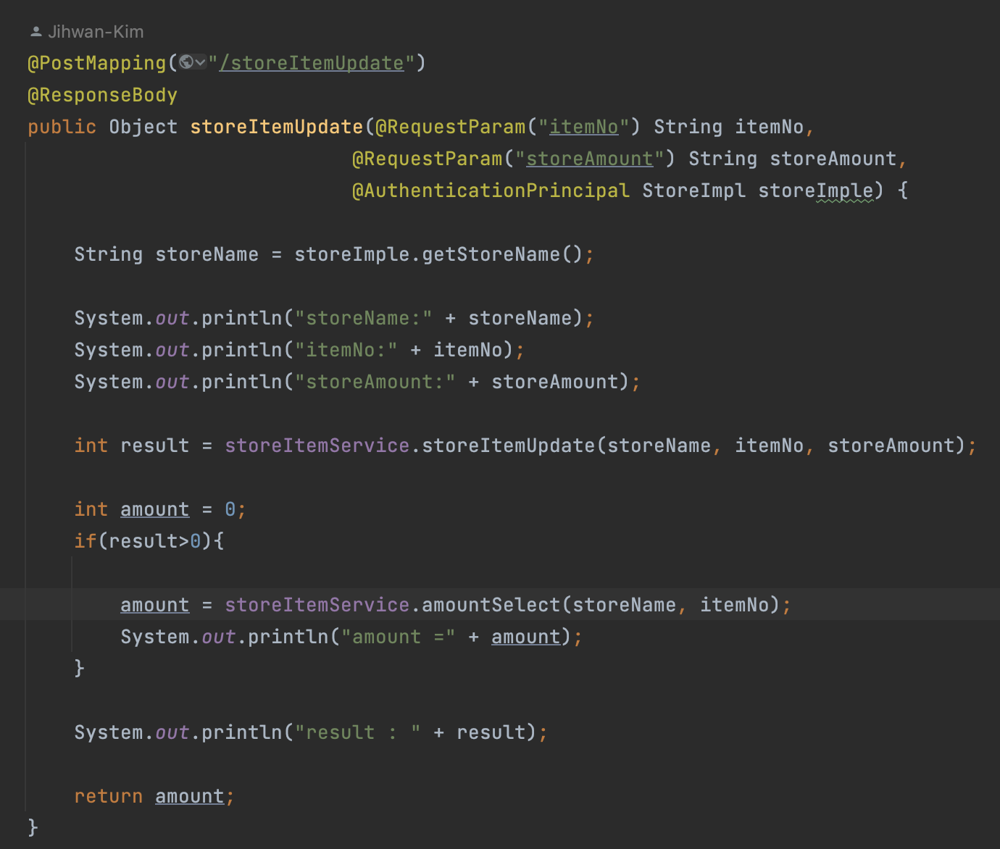 Jihwan-Kim
@PostMapping("/storeItemUpdate")
@ResponseBody
public Object storeItemUpdate(@RequestParam("itemNo") String itemNo,
@RequestParam("storeAmount") String storeAmount,
@AuthenticationPrincipal StoreImpl storeImple) {
String storeName = storeImple.getStoreName();
System.out.println("storeName:" + storeName);
System.out.println("itemNo:" + itemNo);
System.out.println("storeAmount:" + storeAmount);
int result = storeItemService.storeItemUpdate(storeName, itemNo, storeAmount);
int amount = 0;
if(result>0){
amount = storeItemService.amountSelect(storeName, itemNo);
System.out.println("amount =" + amount);
}
System.out.println("result : " + result);
return amount;
}